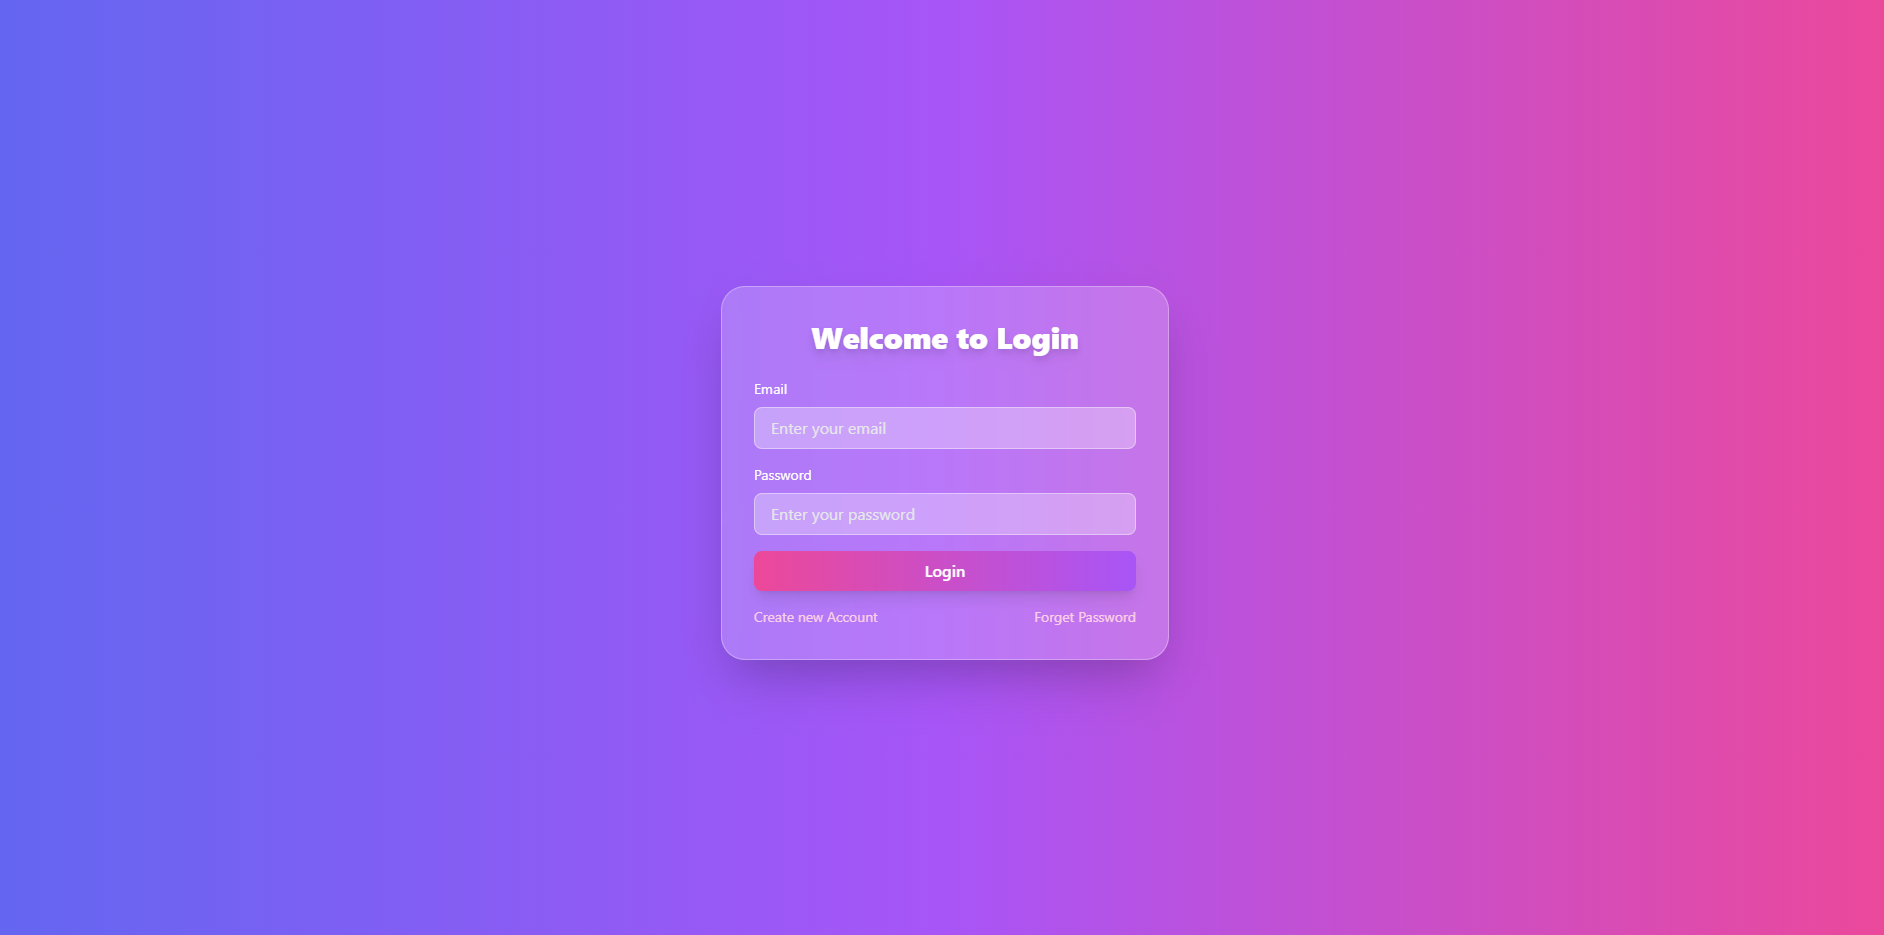 Welcome to Login
Email
Enter your email
Password
Enter your password
Login
Create new Account
Forget Password